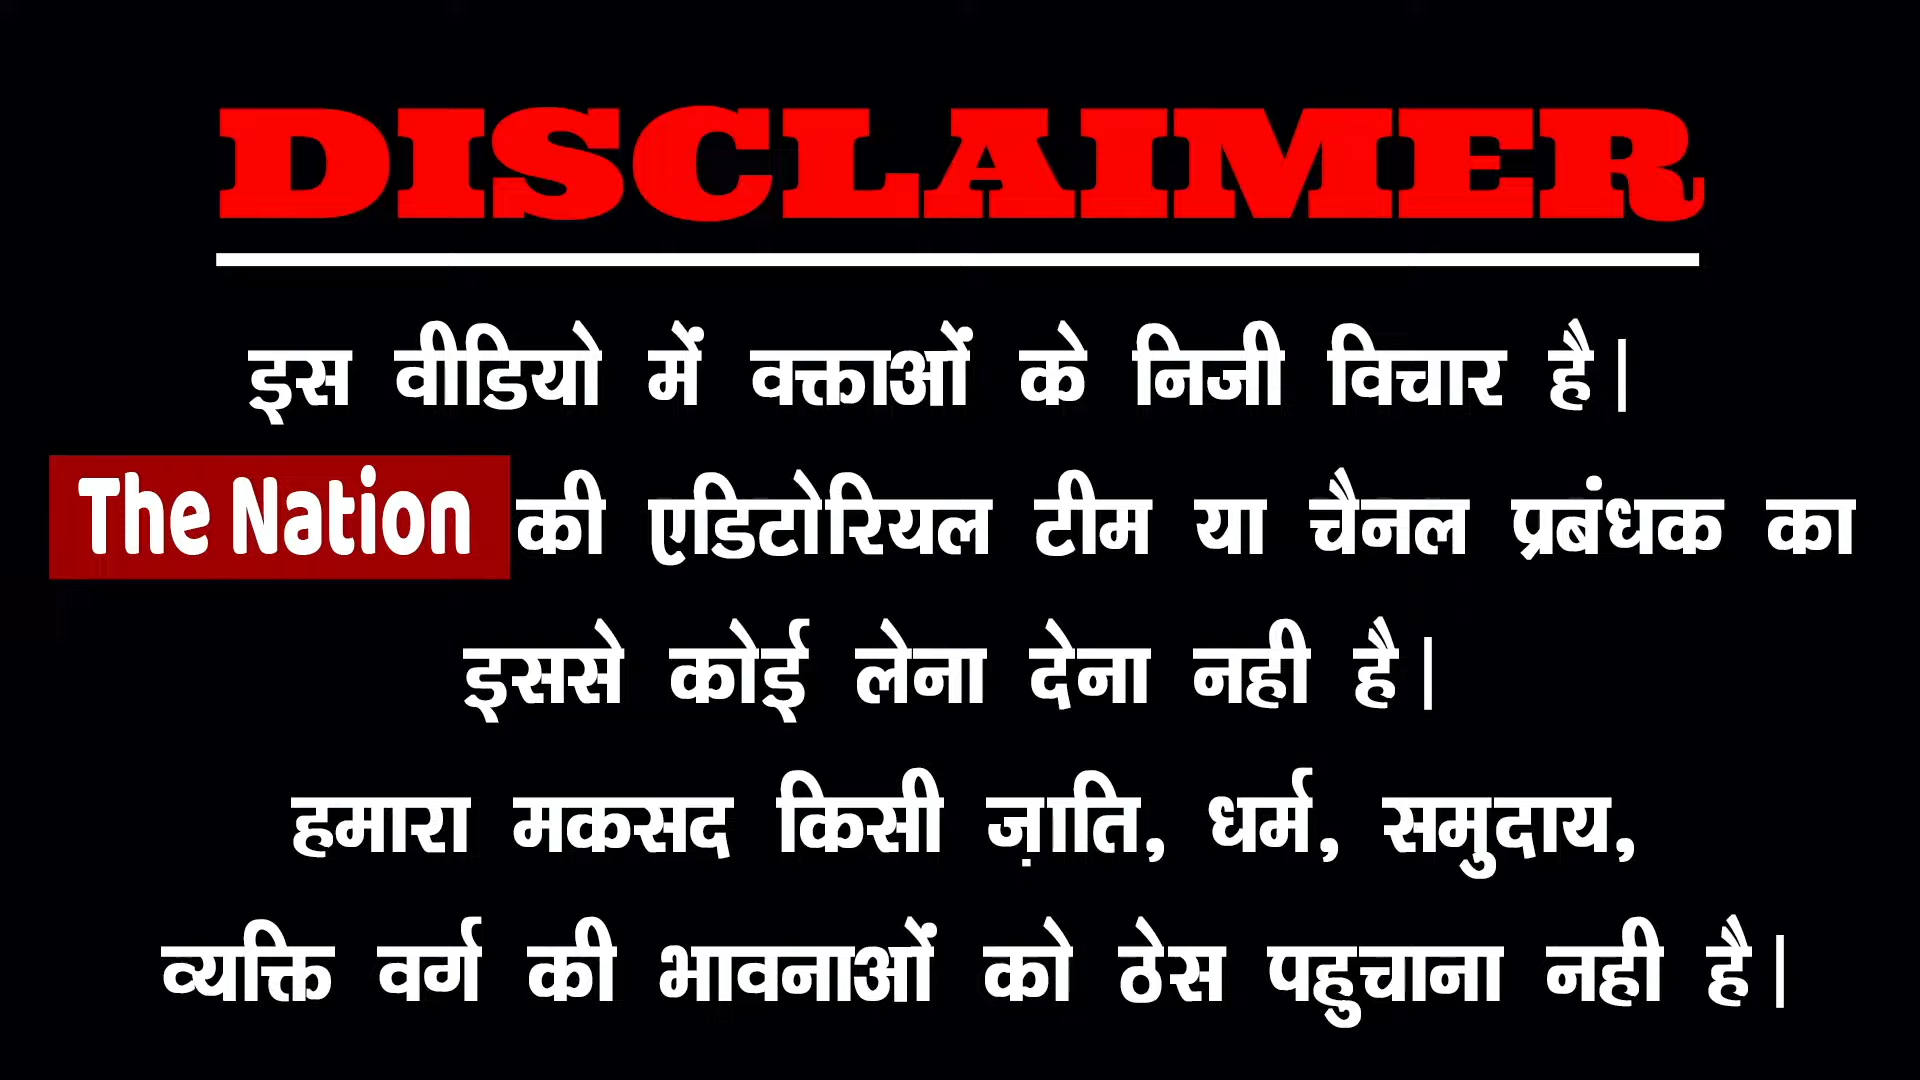 DISCLAIMER
इस वीडियो में वक्ताओं के निजी विचार है|
The Nation की एडिटोरियल टीम या चैनल प्रबंधक का
इससे कोई लेना देना नही है|
हमारा मकसद किसी ज़ाति, धर्म, समुदाय,
व्यक्ति वर्ग की भावनाओं को ठेस पहुचाना नही है|